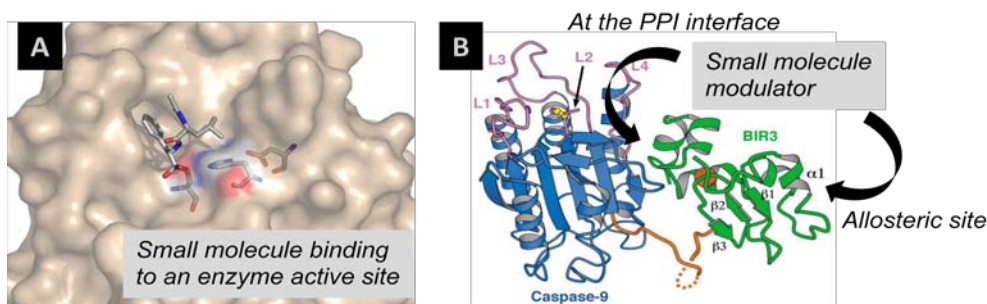 A
Small molecule binding
to an enzyme active site
B
At the PPI interface
L3
L2
L4
L1
Small molecule
modulator
BIR3
α1
β1
β2
β3
Allosteric site
Caspase-9